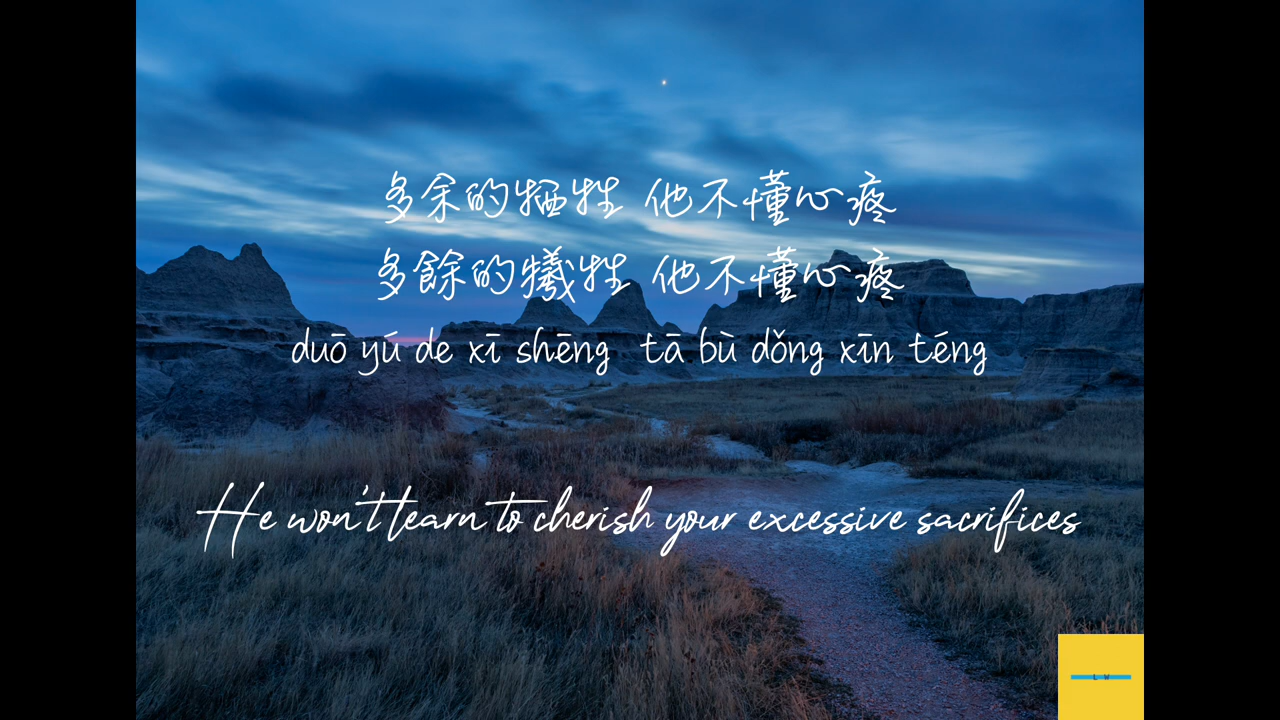 多余的牺牲 他不懂心疼
多餘的犧牲 他不懂心疼
duō yú de xī shēng  tā bù dǒng xīn téng
He won't learn to cherish your excessive sacrifices
L W